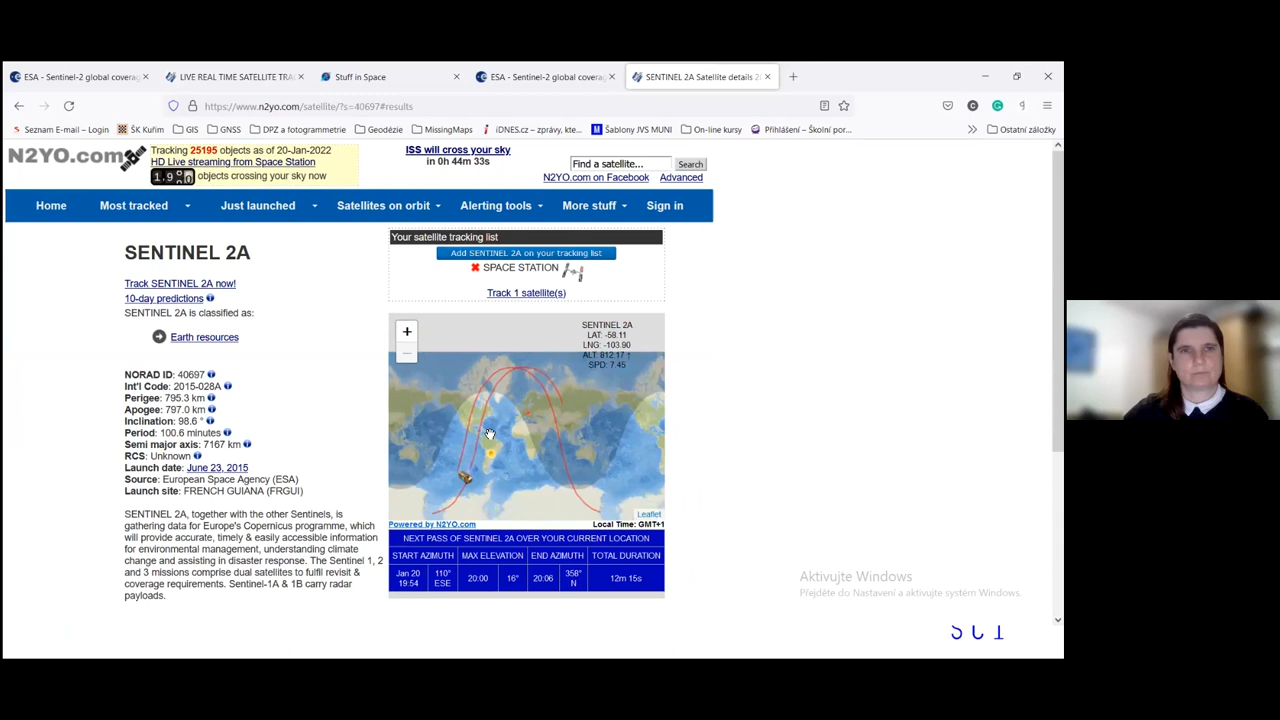 ESA - Sentinel-2 global coverag
LIVE REAL TIME SATELLITE TRA
Stuff in Space
ESA - Sentinel-2 global coverag
SENTINEL 2A Satellite details 2
https://www.n2yo.com/satellite/?s=40697#results
Seznam E-mail – Login
ŠK Kuřim
GIS
GNSS
DPZ a fotogrammetrie
Geodézie
MissingMaps
iDNES.cz – zprávy, kte...
Šablony JVS MUNI
On-line kursy
Přihlášení – Školní por...
Ostatní záložky
N2YO.com
Tracking 25195 objects as of 20-Jan-2022
HD Live streaming from Space Station
objects crossing your sky now
ISS will cross your sky
in 0h 44m 33s
Find a satellite...
Search
N2YO.com on Facebook
Advanced
Home
Most tracked
Just launched
Satellites on orbit
Alerting tools
More stuff
Sign in
SENTINEL 2A
Track SENTINEL 2A now!
10-day predictions
SENTINEL 2A is classified as:
Earth resources
NORAD ID: 40697
Int'l Code: 2015-028A
Perigee: 795.3 km
Apogee: 797.0 km
Inclination: 98.6 °
Period: 100.6 minutes
Semi major axis: 7167 km
RCS: Unknown
Launch date: June 23, 2015
Source: European Space Agency (ESA)
Launch site: FRENCH GUIANA (FRGUI)
SENTINEL 2A, together with the other Sentinels, is
gathering data for Europe's Copernicus programme, which
will provide accurate, timely & easily accessible information
for environmental management, understanding climate
change and assisting in disaster response. The Sentinel 1, 2
and 3 missions comprise dual satellites to fulfil revisit &
coverage requirements. Sentinel-1A & 1B carry radar
payloads.
Your satellite tracking list
Add SENTINEL 2A on your tracking list
SPACE STATION
Track 1 satellite(s)
+
SENTINEL 2A
LAT: -58.11
LNG: -103.90
ALT: 812.17 ↑
SPD: 7.45
Leaflet
Powered by N2YO.com
Local Time: GMT+1
NEXT PASS OF SENTINEL 2A OVER YOUR CURRENT LOCATION
START AZIMUTH
MAX ELEVATION
END AZIMUTH
TOTAL DURATION
Jan 20
19:54
110°
ESE
20:00
16°
20:06
358°
N
12m 15s
Aktivujte Windows
Přejděte do Nastavení a aktivujte systém Windows.